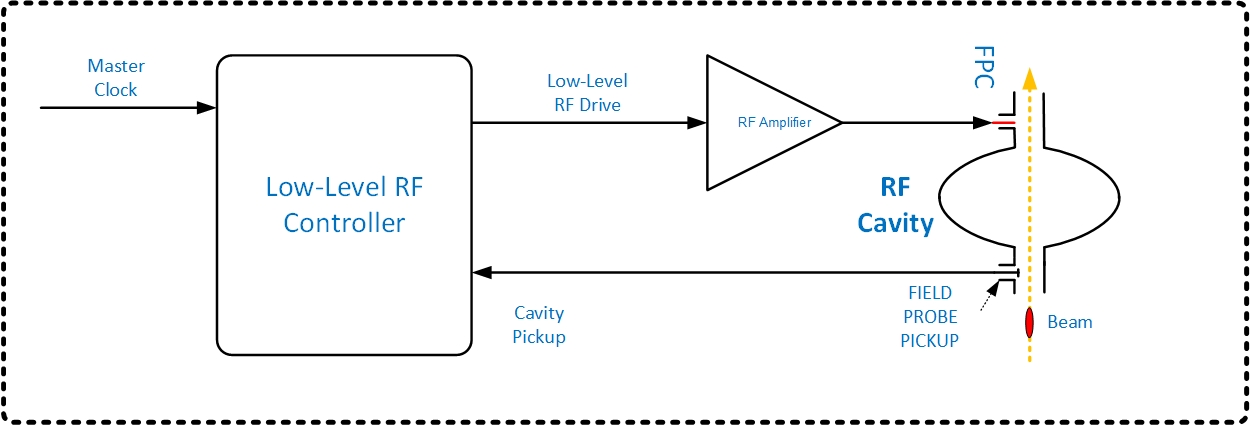 Master
Clock
Low-Level RF
Controller
Low-Level
RF Drive
RF Amplifier
FPC
RF
Cavity
Cavity
Pickup
FIELD
PROBE
PICKUP
Beam